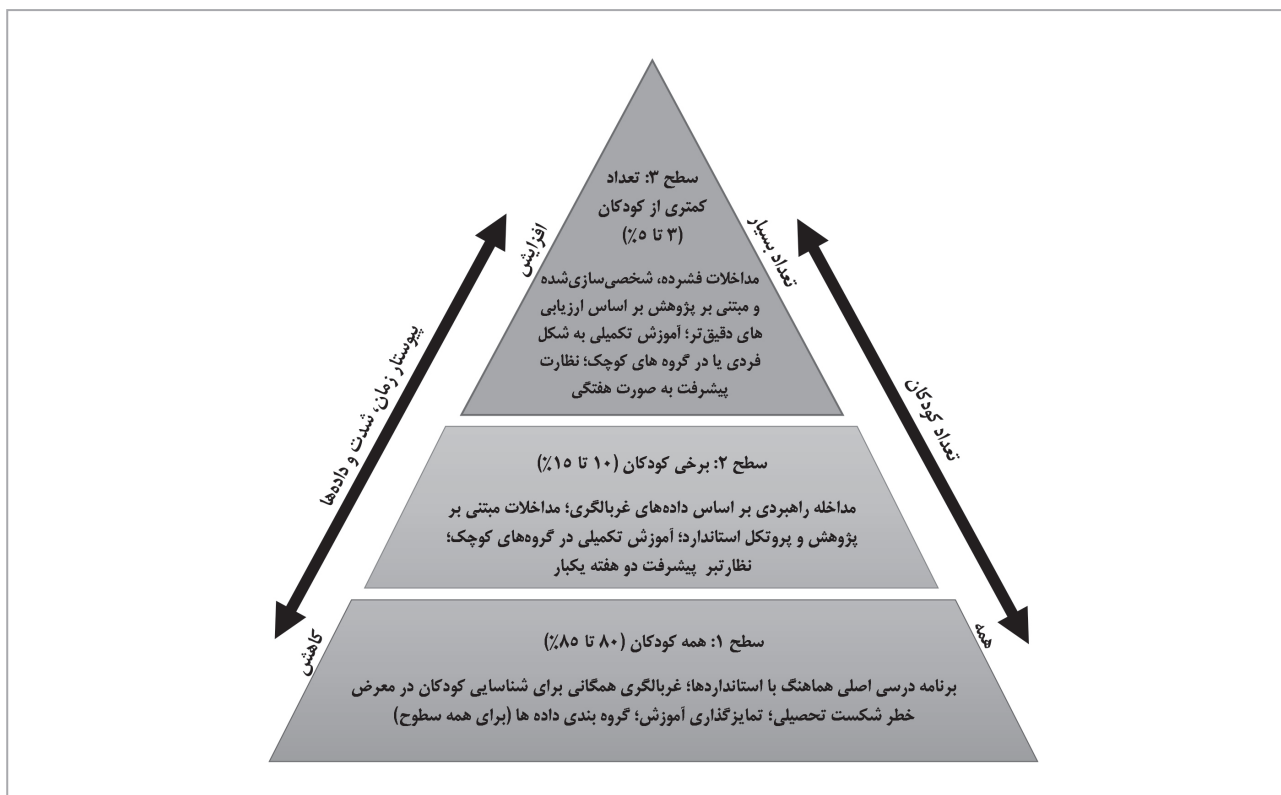 سطح ۳: تعداد
کمتری از کودکان
(۳ تا ۵٪)
مداخلات فشرده، شخصی‌سازی‌شده
و مبتنی بر پژوهش بر اساس ارزیابی
های دقیق‌تر؛ آموزش تکمیلی به شکل
فردی یا در گروه های کوچک؛ نظارت
پیشرفت به صورت هفتگی
افزایش
تعداد بسیار
پیوستار زمان، شدت و داده‌ها
تعداد کودکان
سطح ۲: برخی کودکان (۱۰ تا ۱۵٪)
مداخله راهبردی بر اساس داده‌های غربالگری؛ مداخلات مبتنی بر
پژوهش و پروتکل استاندارد؛ آموزش تکمیلی در گروه‌های کوچک؛
نظارتبر پیشرفت دو هفته یکبار
کاهش
همه
سطح ۱: همه کودکان (۸۰ تا ۸۵٪)
برنامه درسی اصلی هماهنگ با استانداردها؛ غربالگری همگانی برای شناسایی کودکان در معرض
خطر شکست تحصیلی؛ تمایزگذاری آموزش؛ گروه بندی داده ها (برای همه سطوح)